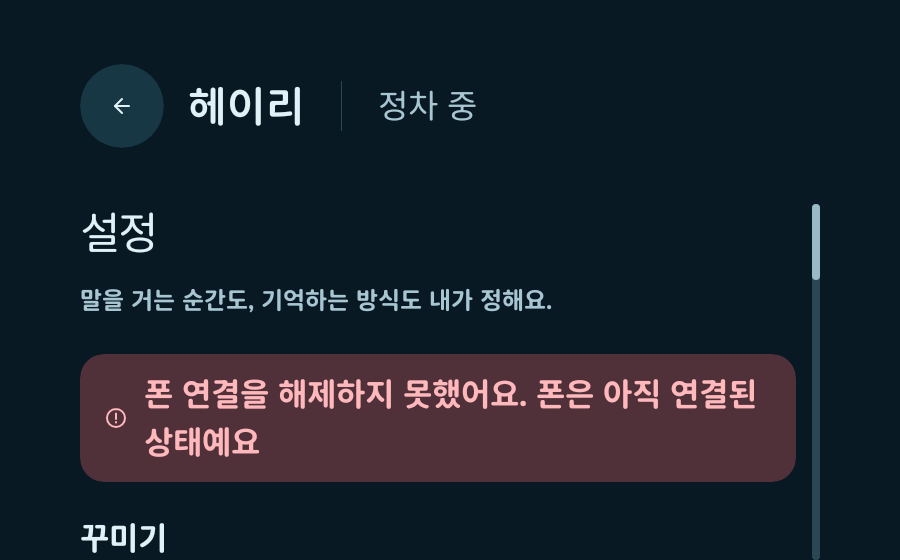 헤이리
정차 중
설정
말을 거는 순간도, 기억하는 방식도 내가 정해요.
폰 연결을 해제하지 못했어요. 폰은 아직 연결된
상태예요
꾸미기